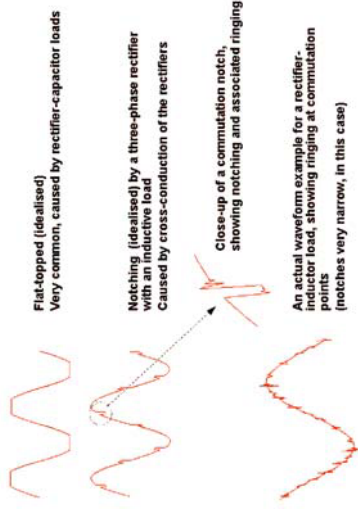 Flat-topped (idealised)
Very common, caused by rectifier-capacitor loads
Notching (idealised) by a three-phase rectifier
with an inductive load
Caused by cross-conduction of the rectifiers
Close-up of a commutation notch,
showing notching and associated ringing
An actual waveform example for a rectifier-
inductor load, showing ringing at commutation
points
(notches very narrow, in this case)